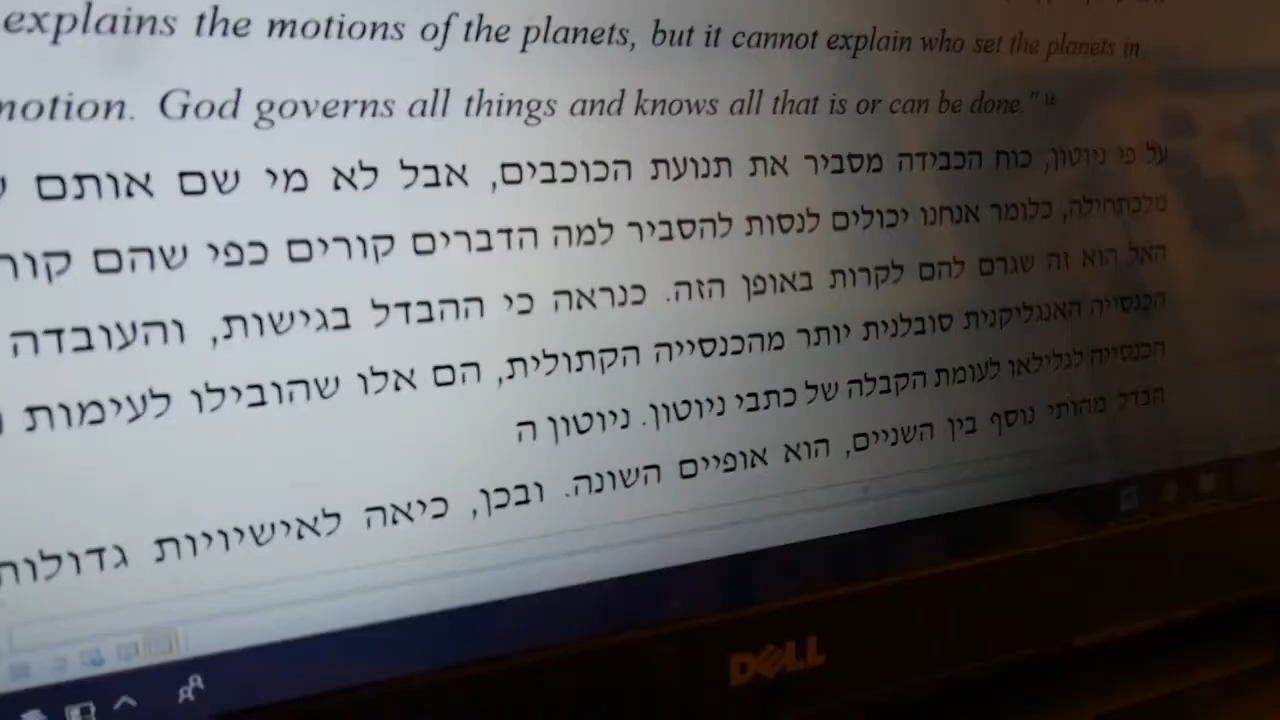 explains the motions of the planets, but it cannot explain who set the planets in
motion. God governs all things and knows all that is or can be done."
על פי ניוטון, כוח הכבידה מסביר את תנועת הכוכבים, אבל לא מי שם אותם
מלכתחילה, כלומר אנחנו יכולים לנסות להסביר למה הדברים קורים כפי שהם
האל הוא זה שגרם להם לקרות באופן הזה. כנראה כי ההבדל בגישות, והעובדה
הכנסייה האנגליקנית סובלנית יותר מהכנסייה הקתולית, הם אלו שהובילו לעימות
הכנסייה לגלילאו לעומת הקבלה של כתבי ניוטון. ניוטון ה
הבדל מהותי נוסף בין השניים, הוא אופיים השונה. ובכן, כיאה לאישיויות גדולות
DELL